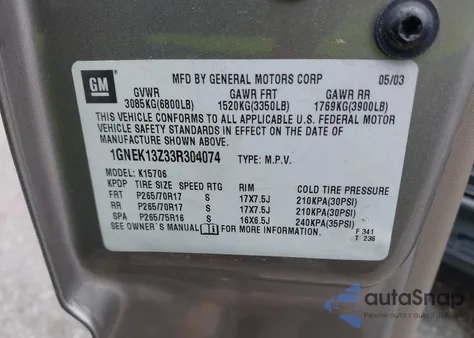 GM
MFD BY GENERAL MOTORS CORP 05/03
GVWR GAWR FRT GAWR RR
3085KG(6800LB) 1520KG(3350LB) 1769KG(3900LB)
THIS VEHICLE CONFORMS TO ALL APPLICABLE U.S. FEDERAL MOTOR
VEHICLE SAFETY STANDARDS IN EFFECT ON THE DATE OF
MANUFACTURE SHOWN ABOVE.
1GNEK13Z33R304074 TYPE: M.P.V.
MODEL: K15706
KPDP TIRE SIZE SPEED RTG RIM COLD TIRE PRESSURE
FRT P265/70R17 S 17X7.5J 210KPA(30PSI)
RR P265/70R17 S 17X7.5J 210KPA(30PSI)
SPA P265/75R16 S 16X6.5J 240KPA(35PSI)
SEE OWNER´S MANUAL FOR MORE INFORMATION.
F 341
T 236
autoSnap
Pewne auta z aukcji USA